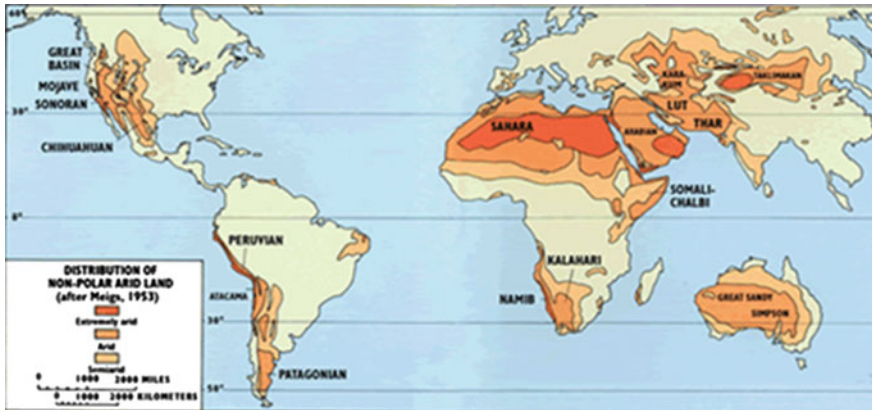 60°
GREAT
BASIN
MOJAVE
SONORAN
30°
CHIHUAHUAN
KARA-
KUM
TAKLIMAKAN
LUT
THAR
SAHARA
ARABIAN
SOMALI-
CHALBI
0°
PERUVIAN
ATACAMA
KALAHARI
NAMIB
GREAT SANDY
SIMPSON
30°
PATAGONIAN
50°
DISTRIBUTION OF
NON-POLAR ARID LAND
(after Meigs, 1953)
Extremely arid
Arid
Semiarid
0 1000 2000 MILES
0 1000 2000 KILOMETERS